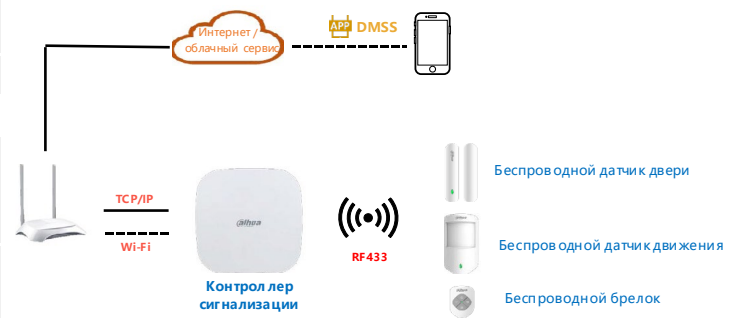 APP DMSS
Интернет/
облачный сервис
TCP/IP
Wi-Fi
alhua
Контроллер
сигнализации
RF433
Беспроводной датчик двери
Беспроводной датчик движения
alhua
Беспроводной брелок